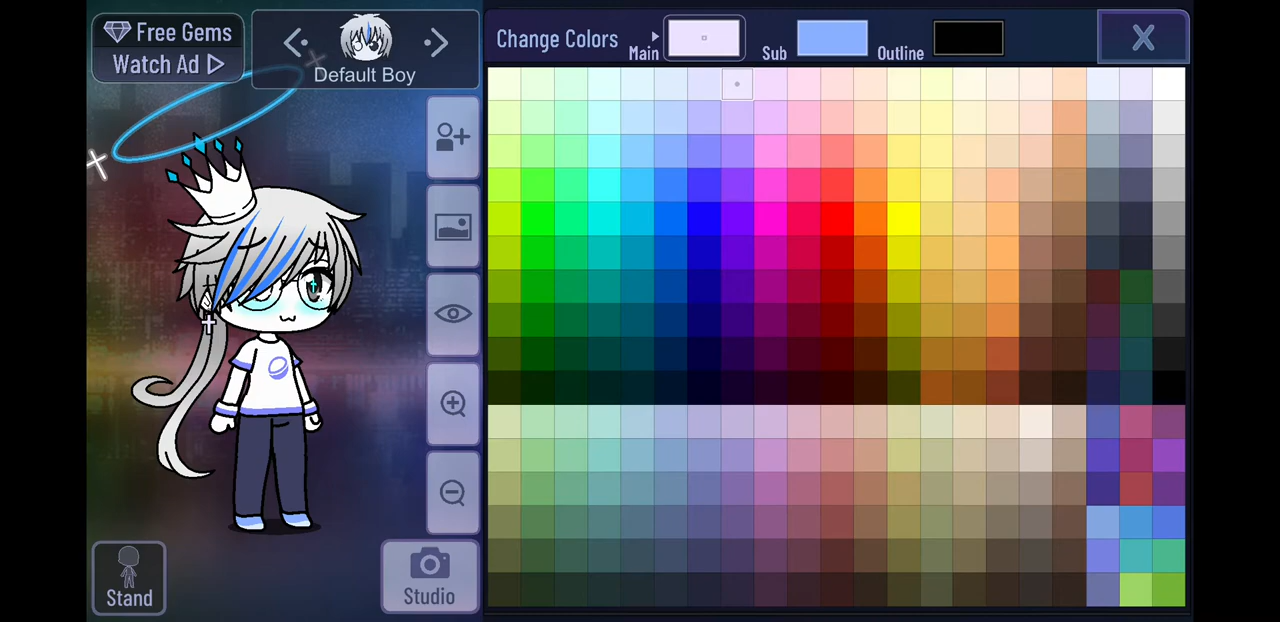 Free Gems
Watch Ad
Default Boy
Change Colors
Main
Sub
Outline
X
Stand
Studio